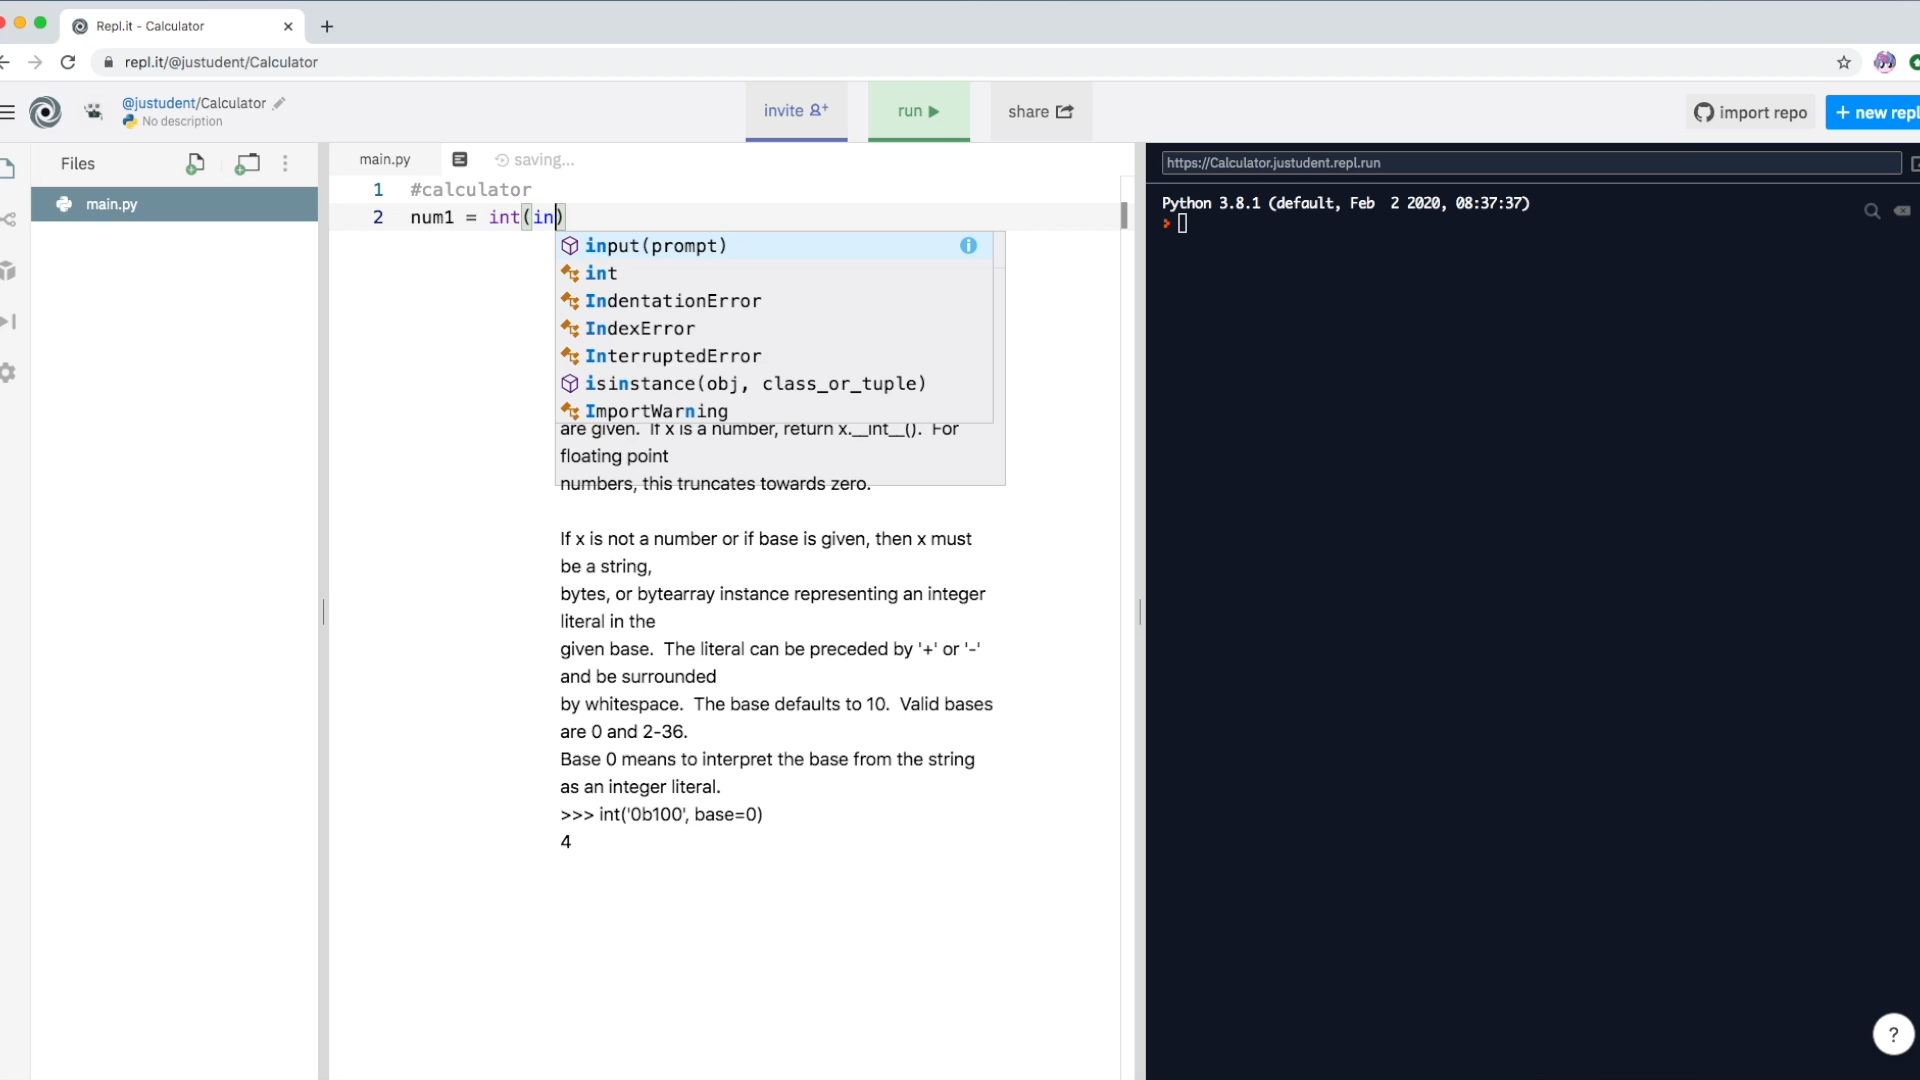 Repl.it - Calculator
repl.it/@justudent/Calculator
@justudent/Calculator
No description
invite
run
share
import repo
+ new repl
Files
main.py
main.py
saving...
1 #calculator
2 num1 = int(in)
input(prompt)
int
IndentationError
IndexError
InterruptedError
isinstance(obj, class_or_tuple)
ImportWarning
are given.  If x is a number, return x.__int__().  For
floating point
numbers, this truncates towards zero.
If x is not a number or if base is given, then x must
be a string,
bytes, or bytearray instance representing an integer
literal in the
given base.  The literal can be preceded by '+' or '-'
and be surrounded
by whitespace.  The base defaults to 10.  Valid bases
are 0 and 2-36.
Base 0 means to interpret the base from the string
as an integer literal.
>>> int('0b100', base=0)
4
https://Calculator.justudent.repl.run
Python 3.8.1 (default, Feb  2 2020, 08:37:37)
?